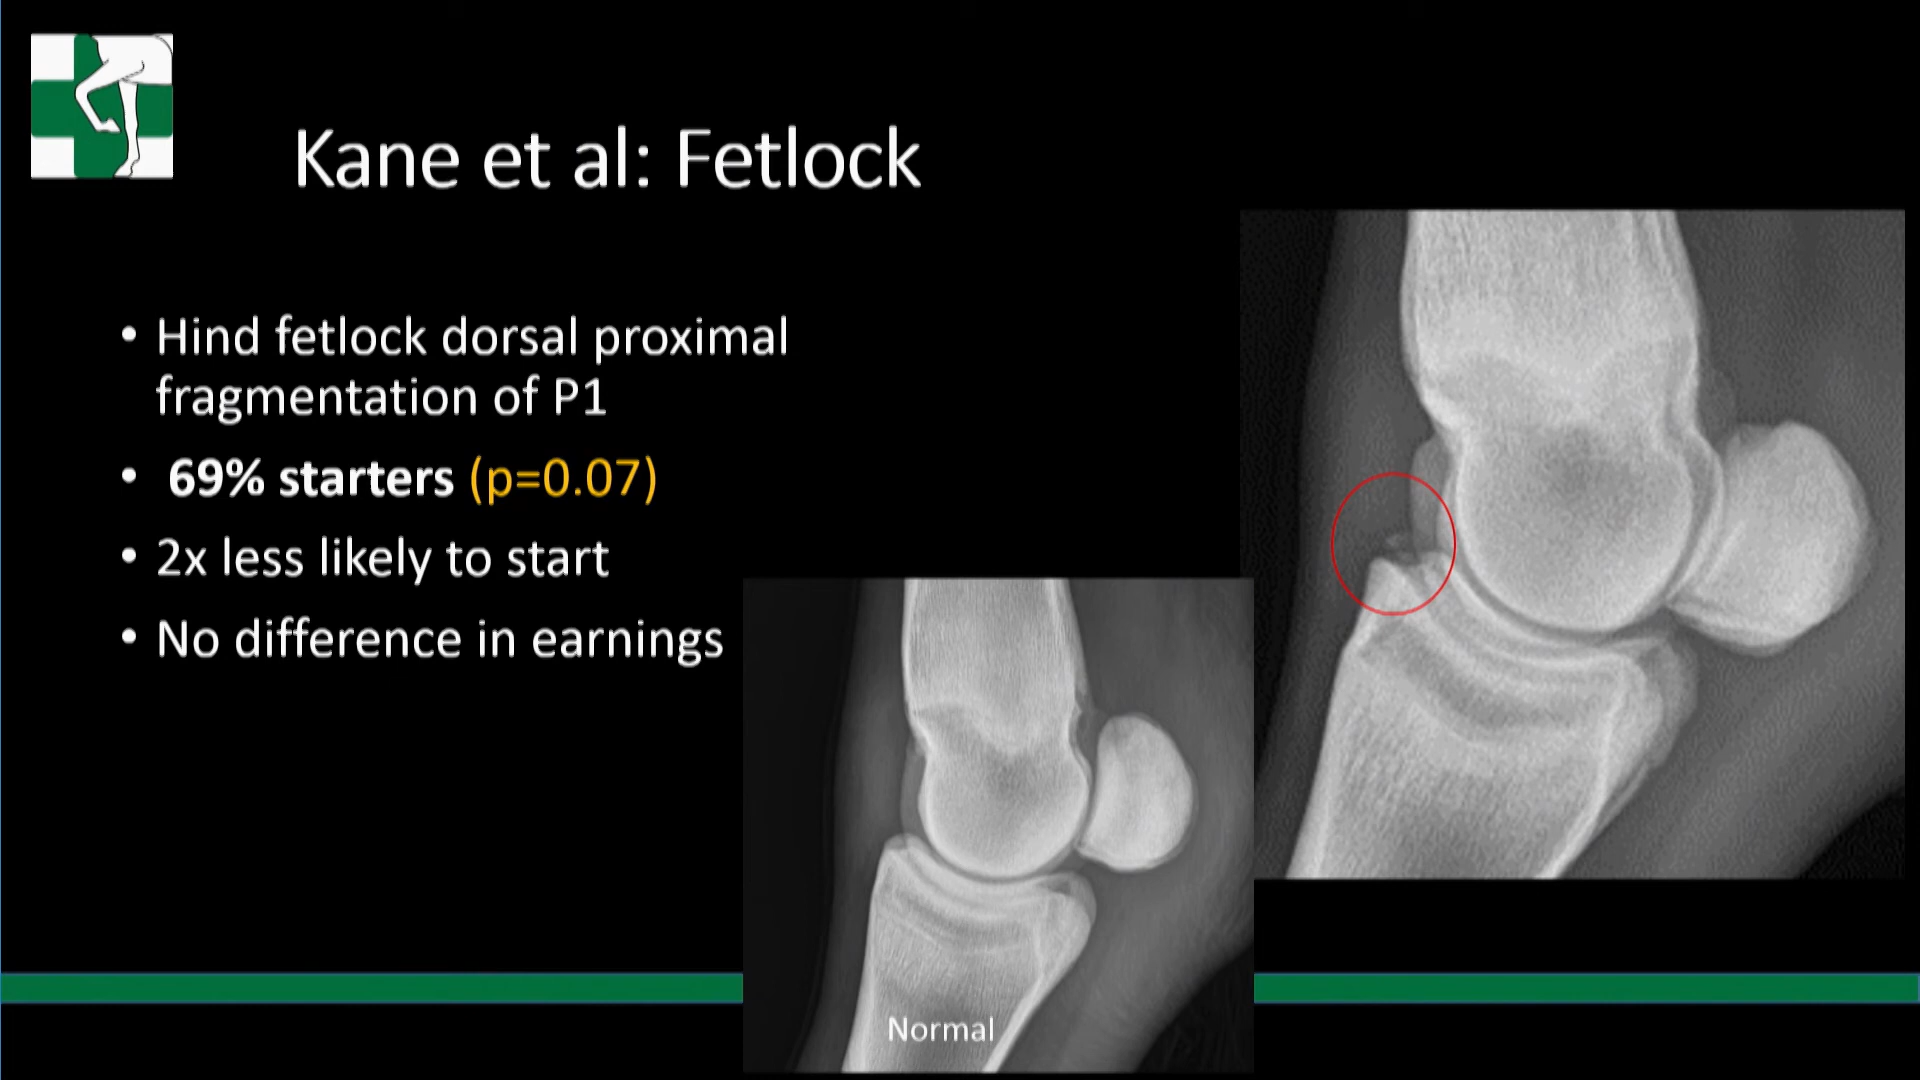 Kane et al: Fetlock
• Hind fetlock dorsal proximal
fragmentation of P1
• 69% starters (p=0.07)
• 2x less likely to start
• No difference in earnings
Normal